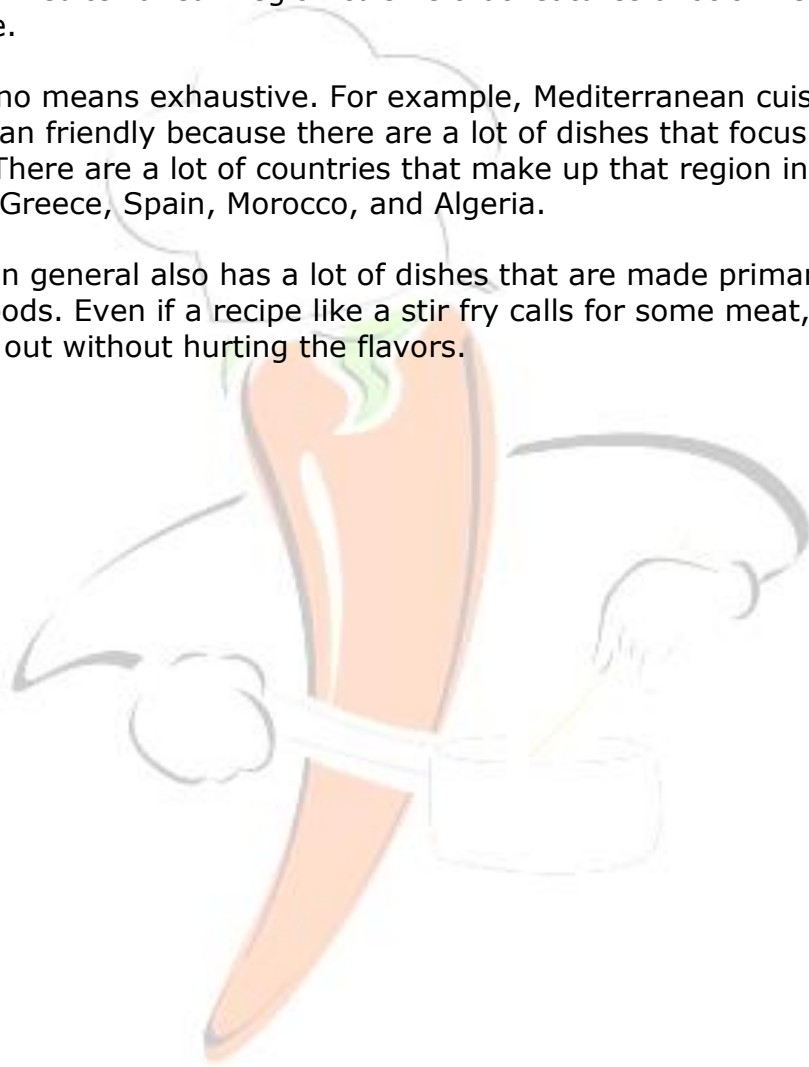 e.
no means exhaustive. For example, Mediterranean cuis
an friendly because there are a lot of dishes that focus
There are a lot of countries that make up that region in
Greece, Spain, Morocco, and Algeria.
n general also has a lot of dishes that are made primar
oods. Even if a recipe like a stir fry calls for some meat,
out without hurting the flavors.